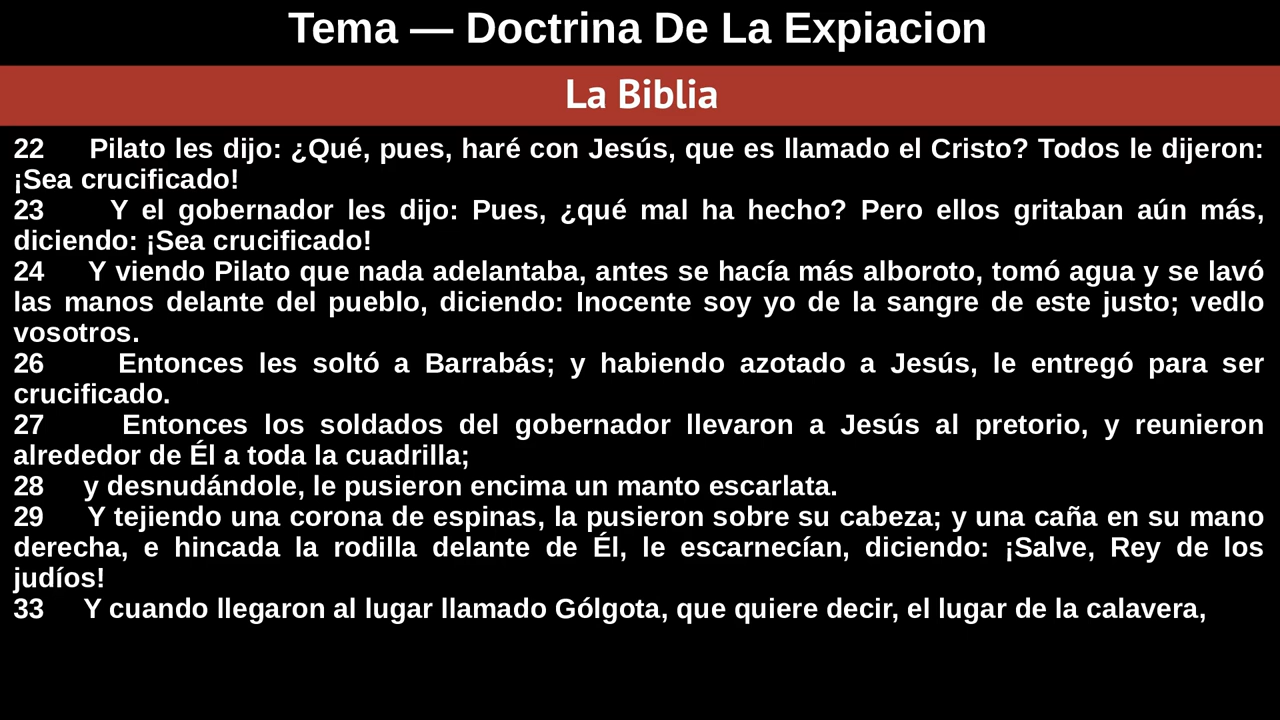 Tema — Doctrina De La Expiacion
La Biblia
22 Pilato les dijo: ¿Qué, pues, haré con Jesús, que es llamado el Cristo? Todos le dijeron:
¡Sea crucificado!
23 Y el gobernador les dijo: Pues, ¿qué mal ha hecho? Pero ellos gritaban aún más,
diciendo: ¡Sea crucificado!
24 Y viendo Pilato que nada adelantaba, antes se hacía más alboroto, tomó agua y se lavó
las manos delante del pueblo, diciendo: Inocente soy yo de la sangre de este justo; vedlo
vosotros.
26 Entonces les soltó a Barrabás; y habiendo azotado a Jesús, le entregó para ser
crucificado.
27 Entonces los soldados del gobernador llevaron a Jesús al pretorio, y reunieron
alrededor de Él a toda la cuadrilla;
28 y desnudándole, le pusieron encima un manto escarlata.
29 Y tejiendo una corona de espinas, la pusieron sobre su cabeza; y una caña en su mano
derecha, e hincada la rodilla delante de Él, le escarnecían, diciendo: ¡Salve, Rey de los
judíos!
33 Y cuando llegaron al lugar llamado Gólgota, que quiere decir, el lugar de la calavera,